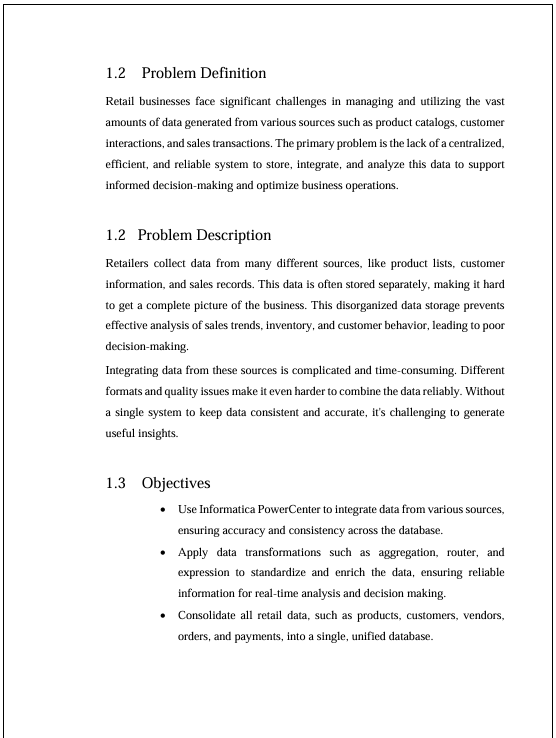 1.2 Problem Definition
Retail businesses face significant challenges in managing and utilizing the vast
amounts of data generated from various sources such as product catalogs, customer
interactions, and sales transactions. The primary problem is the lack of a centralized,
efficient, and reliable system to store, integrate, and analyze this data to support
informed decision-making and optimize business operations.
1.2 Problem Description
Retailers collect data from many different sources, like product lists, customer
information, and sales records. This data is often stored separately, making it hard
to get a complete picture of the business. This disorganized data storage prevents
effective analysis of sales trends, inventory, and customer behavior, leading to poor
decision-making.
Integrating data from these sources is complicated and time-consuming. Different
formats and quality issues make it even harder to combine the data reliably. Without
a single system to keep data consistent and accurate, it's challenging to generate
useful insights.
1.3 Objectives
• Use Informatica PowerCenter to integrate data from various sources,
ensuring accuracy and consistency across the database.
• Apply data transformations such as aggregation, router, and
expression to standardize and enrich the data, ensuring reliable
information for real-time analysis and decision making.
• Consolidate all retail data, such as products, customers, vendors,
orders, and payments, into a single, unified database.